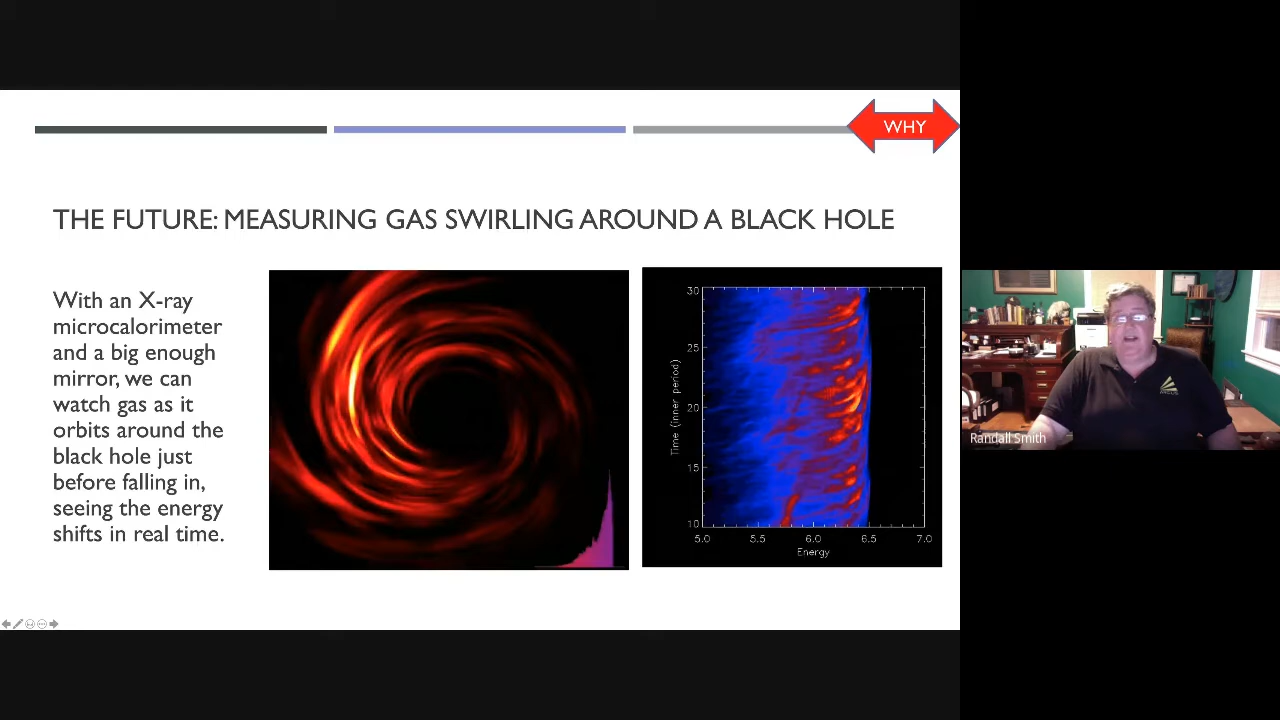 WHY
THE FUTURE: MEASURING GAS SWIRLING AROUND A BLACK HOLE
With an X-ray
microcalorimeter
and a big enough
mirror, we can
watch gas as it
orbits around the
black hole just
before falling in,
seeing the energy
shifts in real time.
30
25
20
15
10
Time (inner period)
5.0 5.5 6.0 6.5 7.0
Energy
Randall Smith